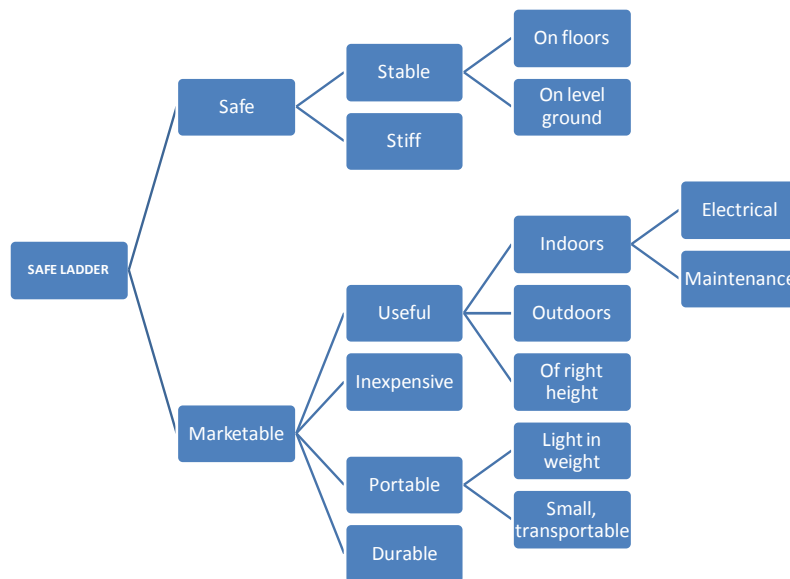 On floors
Stable
Safe
On level
ground
Stiff
Electrical
Indoors
SAFE LADDER
Maintenance
Useful
Outdoors
Inexpensive
Of right
height
Marketable
Light in
weight
Portable
Small,
transportable
Durable